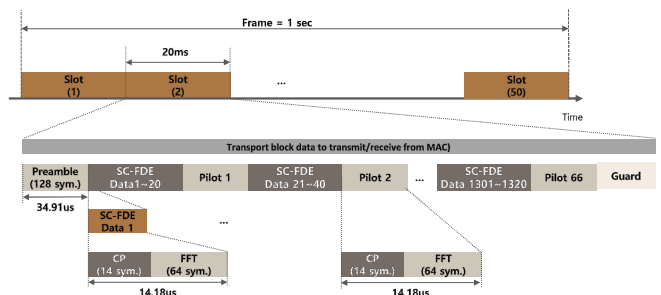 Frame = 1 sec
20ms
Slot
(1)
Slot
(2)
...
Slot
(50)
Time
Transport block data to transmit/receive from MAC)
Preamble
(128 sym.)
SC-FDE
Data1~20
Pilot 1
SC-FDE
Data 21~40
Pilot 2
...
SC-FDE
Data 1301~1320
Pilot 66
Guard
34.91us
SC-FDE
Data 1
...
CP
(14 sym.)
FFT
(64 sym.)
CP
(14 sym.)
FFT
(64 sym.)
14.18us
14.18us